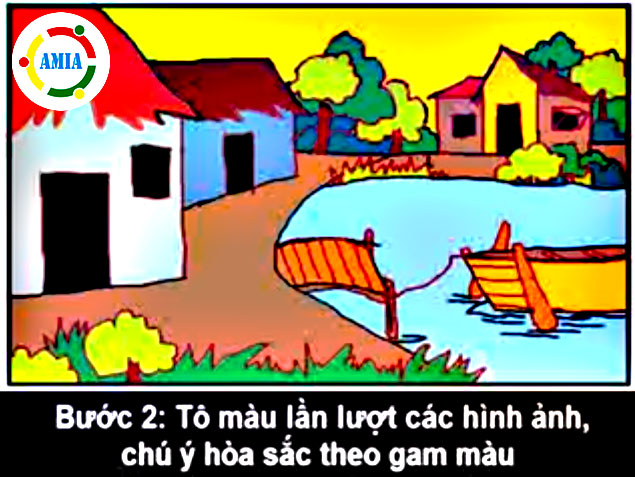 AMIA
Bước 2: Tô màu lần lượt các hình ảnh,
chú ý hòa sắc theo gam màu